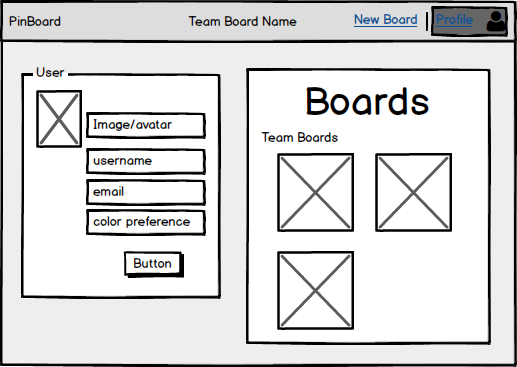 PinBoard
Team Board Name
New Board
Profile
User
Image/avatar
username
email
color preference
Button
Boards
Team Boards